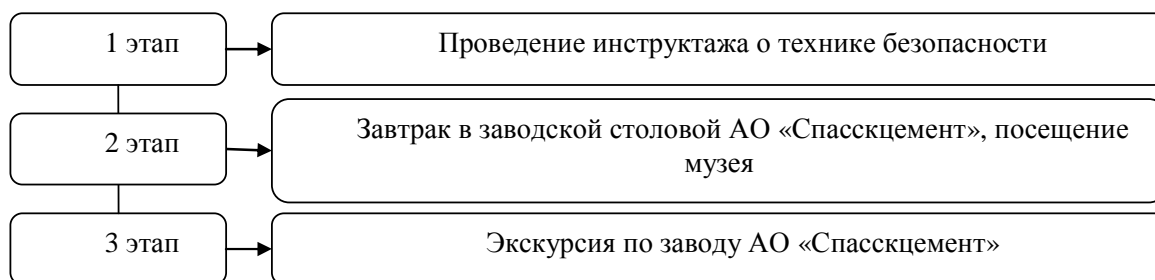 1 этап
Проведение инструктажа о технике безопасности
2 этап
Завтрак в заводской столовой АО «Спасскцемент», посещение
музея
3 этап
Экскурсия по заводу АО «Спасскцемент»